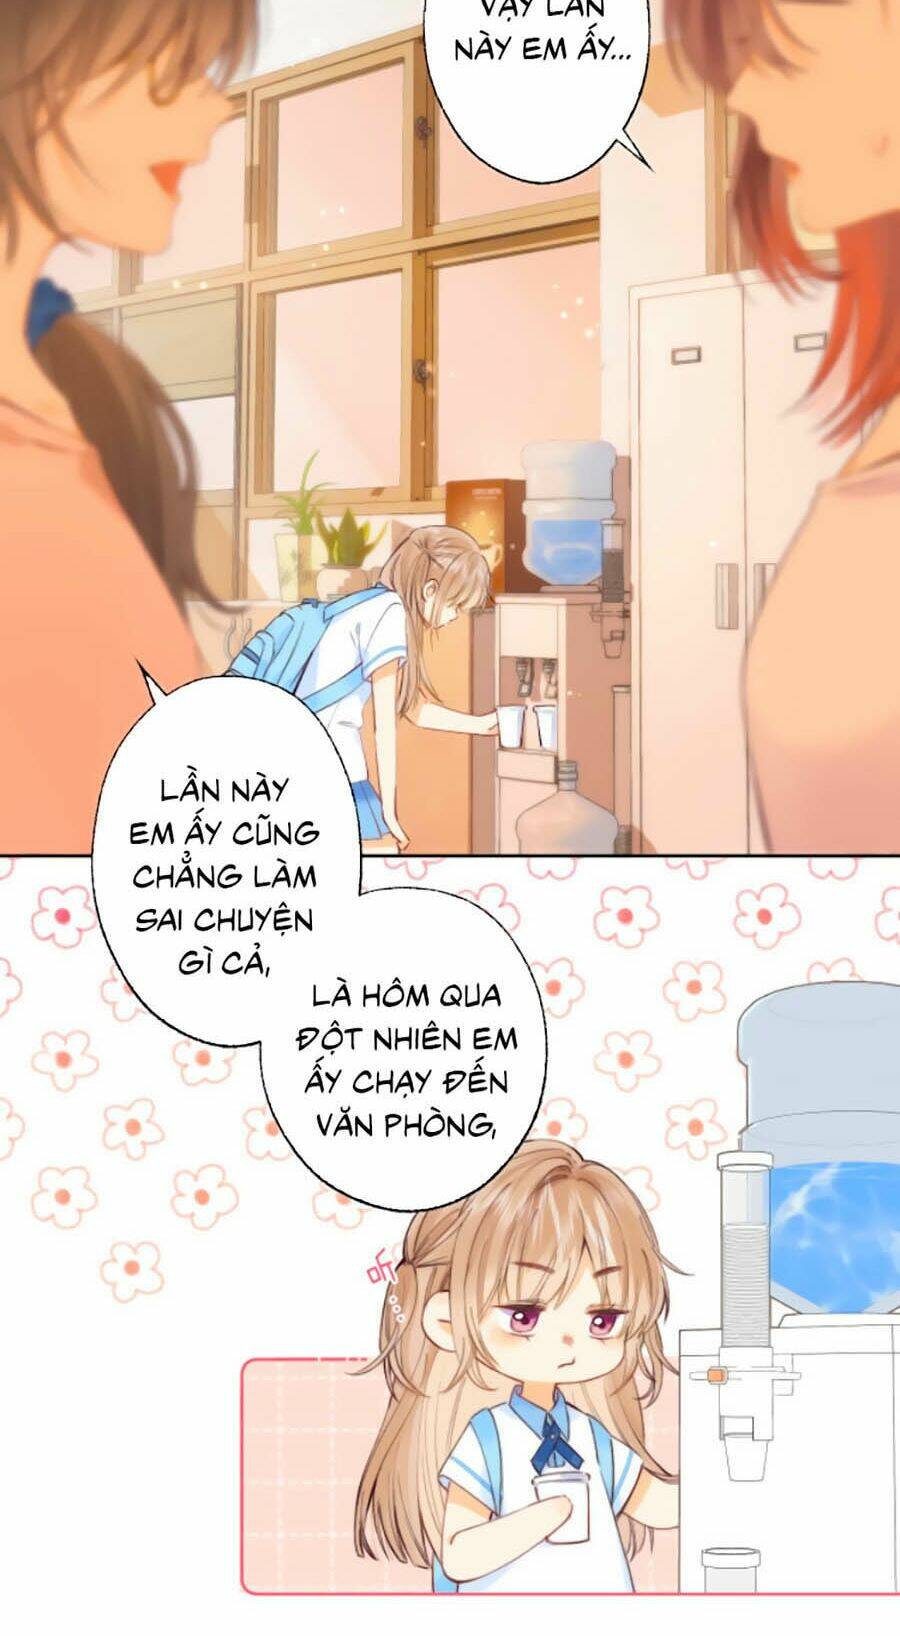 VẬY LẦN
NÀY EM ẤY...
LẦN NÀY
EM ẤY CŨNG
CHẲNG LÀM
SAI CHUYỆN
GÌ CẢ,
LÀ HÔM QUA
ĐỘT NHIÊN EM
ẤY CHẠY ĐẾN
VĂN PHÒNG,
听...